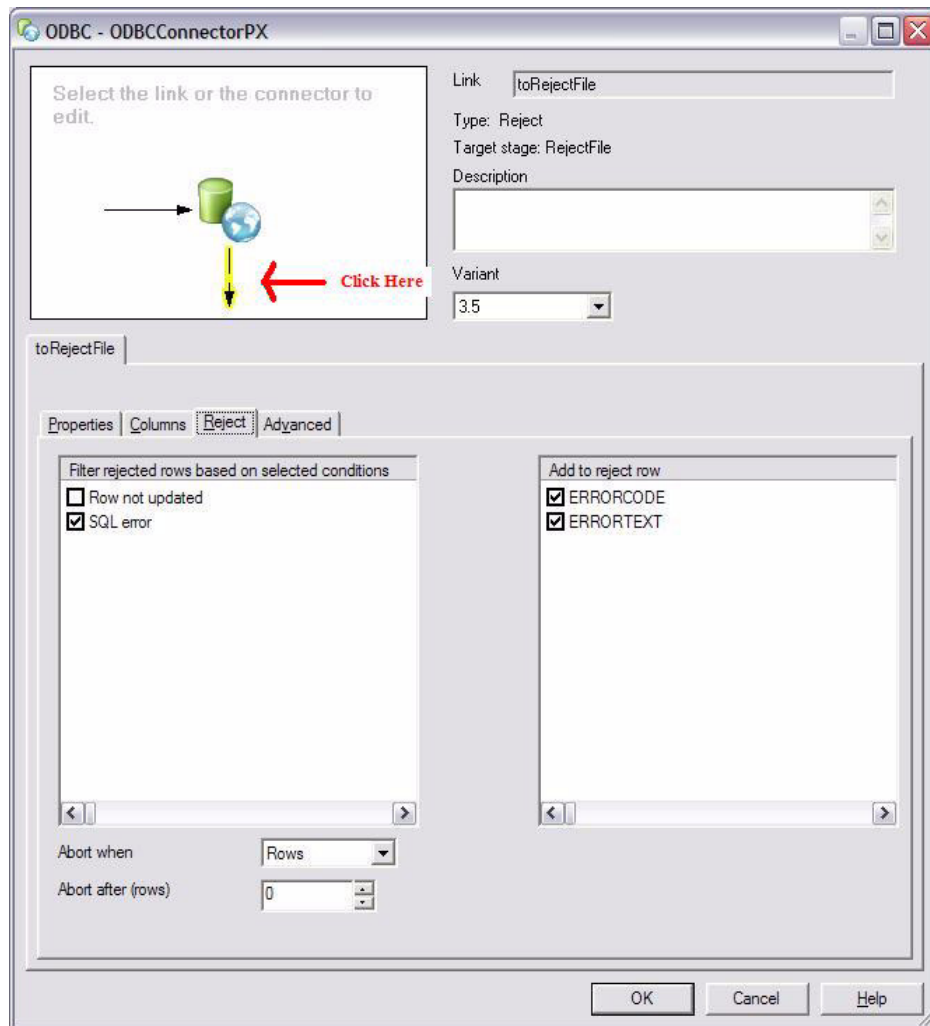 ODBC - ODBCConnectorPX
Select the link or the connector to
edit.
Click Here
Link toRejectFile
Type: Reject
Target stage: RejectFile
Description
Variant
3.5
toRejectFile
Properties Columns Reject Advanced
Filter rejected rows based on selected conditions
Row not updated
SQL error
Add to reject row
ERRORCODE
ERRORTEXT
Abort when Rows
Abort after (rows) 0
OK Cancel Help